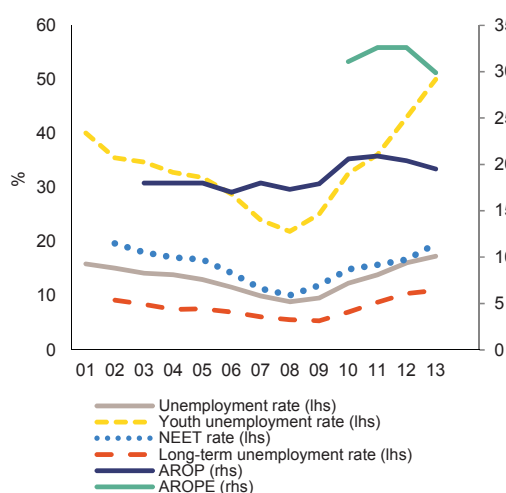 60
50
40
30
20
10
0
%
35
30
25
20
15
10
5
0
01 02 03 04 05 06 07 08 09 10 11 12 13
Unemployment rate (lhs)
Youth unemployment rate (lhs)
NEET rate (lhs)
Long-term unemployment rate (lhs)
AROP (rhs)
AROPE (rhs)